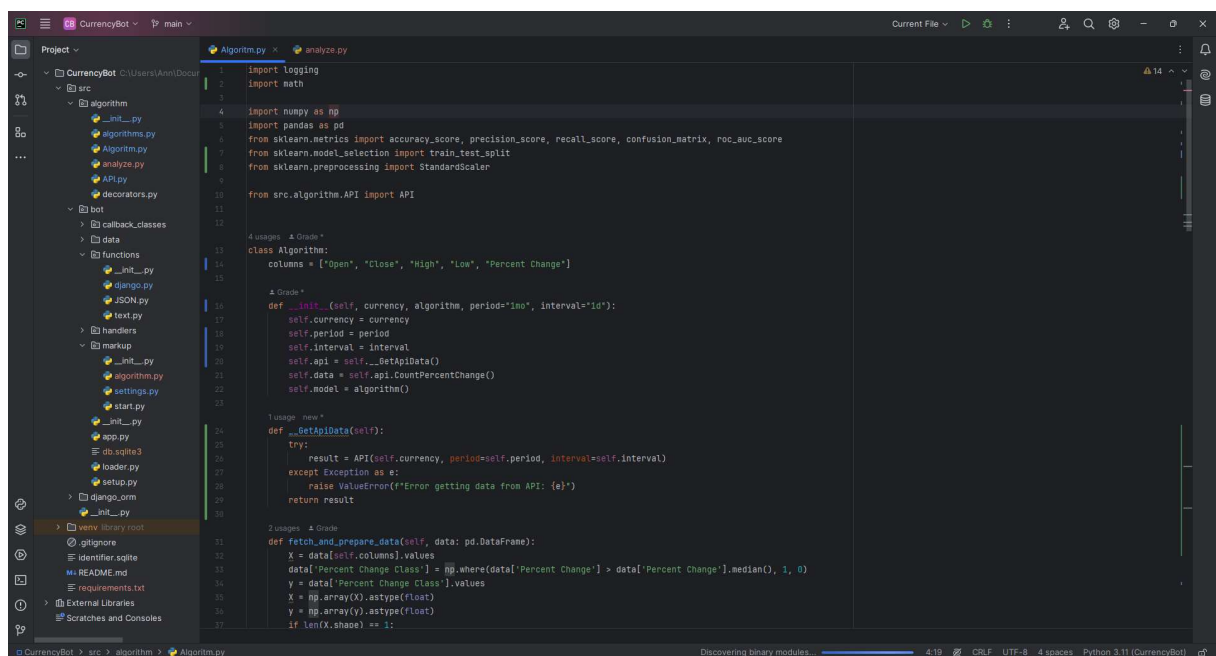 PC CB CurrencyBot main Current File
Project
Algoritm.py analyze.py
CurrencyBot C:\Users\Ann\Docur
src
algorithm
__init__.py
algorithms.py
Algoritm.py
analyze.py
API.py
decorators.py
bot
callback_classes
data
functions
__init__.py
django.py
JSON.py
text.py
handlers
markup
__init__.py
algorithm.py
settings.py
start.py
__init__.py
app.py
db.sqlite3
loader.py
setup.py
django_orm
__init__.py
venv library root
.gitignore
identifier.sqlite
M↓ README.md
requirements.txt
External Libraries
Scratches and Consoles
14
1 import logging
2 import math
3
4 import numpy as np
5 import pandas as pd
6 from sklearn.metrics import accuracy_score, precision_score, recall_score, confusion_matrix, roc_auc_score
7 from sklearn.model_selection import train_test_split
8 from sklearn.preprocessing import StandardScaler
9
10 from src.algorithm.API import API
11
12
4 usages Grade *
13 class Algorithm:
14 columns = ["Open", "Close", "High", "Low", "Percent Change"]
15
Grade *
16 def __init__(self, currency, algorithm, period="1mo", interval="1d"):
17 self.currency = currency
18 self.period = period
19 self.interval = interval
20 self.api = self.__GetApiData()
21 self.data = self.api.CountPercentChange()
22 self.model = algorithm()
23
1 usage new *
24 def __GetApiData(self):
25 try:
26 result = API(self.currency, period=self.period, interval=self.interval)
27 except Exception as e:
28 raise ValueError(f"Error getting data from API: {e}")
29 return result
30
2 usages Grade
31 def fetch_and_prepare_data(self, data: pd.DataFrame):
32 X = data[self.columns].values
33 data['Percent Change Class'] = np.where(data['Percent Change'] > data['Percent Change'].median(), 1, 0)
34 y = data['Percent Change Class'].values
35 X = np.array(X).astype(float)
36 y = np.array(y).astype(float)
37 if len(X.shape) == 1:
CurrencyBot > src > algorithm > Algoritm.py Discovering binary modules... 4:19 CRLF UTF-8 4 spaces Python 3.11 (CurrencyBot)